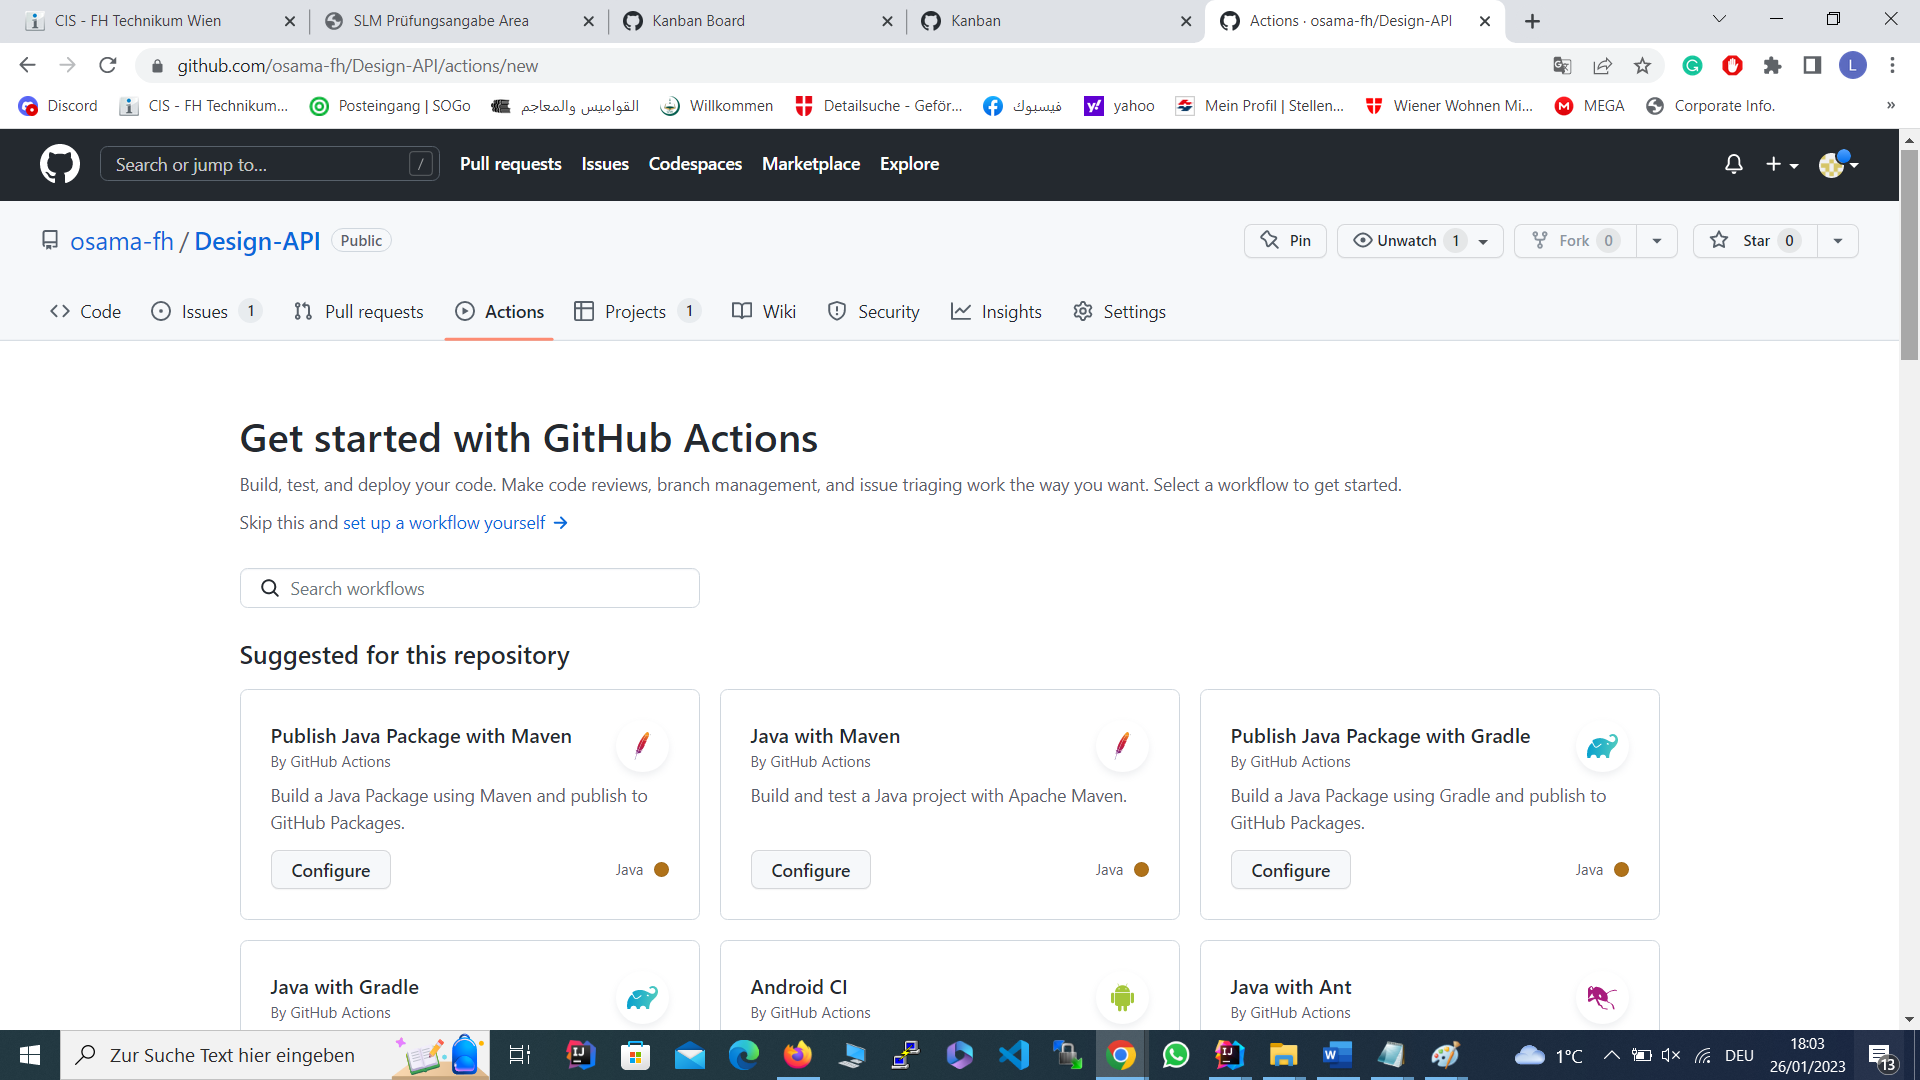 CIS - FH Technikum Wien
SLM Prüfungsangabe Area
Kanban Board
Kanban
Actions · osama-fh/Design-API
github.com/osama-fh/Design-API/actions/new
L
Discord
CIS - FH Technikum...
Posteingang | SOGo
القواميس والمعاجم
Willkommen
Detailsuche - Geför...
فيسبوك
yahoo
Mein Profil | Stellen...
Wiener Wohnen Mi...
MEGA
Corporate Info.
»
Search or jump to...
/
Pull requests
Issues
Codespaces
Marketplace
Explore
osama-fh / Design-API
Public
Pin
Unwatch 1
Fork 0
Star 0
Code
Issues 1
Pull requests
Actions
Projects 1
Wiki
Security
Insights
Settings
Get started with GitHub Actions
Build, test, and deploy your code. Make code reviews, branch management, and issue triaging work the way you want. Select a workflow to get started.
Skip this and set up a workflow yourself →
Search workflows
Suggested for this repository
Publish Java Package with Maven
By GitHub Actions
Build a Java Package using Maven and publish to
GitHub Packages.
Configure
Java
Java with Maven
By GitHub Actions
Build and test a Java project with Apache Maven.
Configure
Java
Publish Java Package with Gradle
By GitHub Actions
Build a Java Package using Gradle and publish to
GitHub Packages.
Configure
Java
Java with Gradle
By GitHub Actions
Android CI
By GitHub Actions
Java with Ant
By GitHub Actions
Zur Suche Text hier eingeben
1°C
DEU
18:03
26/01/2023
13